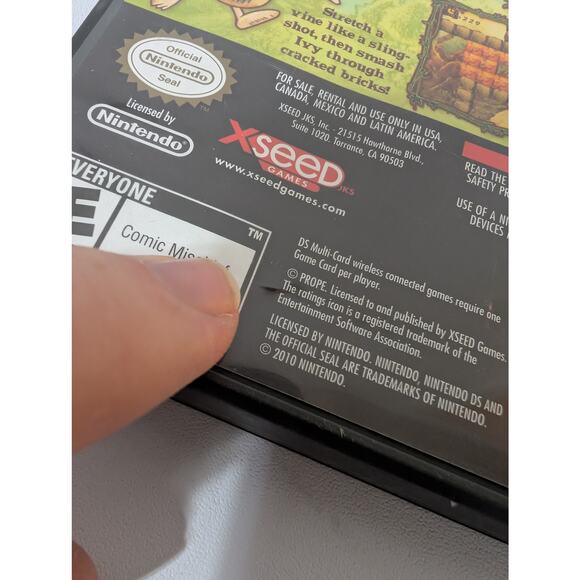 Stretch a
vine like a sling-
shot, then smash
Ivy through
cracked bricks!
229
Official
Nintendo
Seal
TM
Licensed by
Nintendo
FOR SALE, RENTAL AND USE ONLY IN USA,
CANADA, MEXICO AND LATIN AMERICA.
XSEED JKS, Inc. - 21515 Hawthorne Blvd.,
Suite 1020, Torrance, CA 90503
XSEED
GAMES
JKS
www.xseedgames.com
READ THE
SAFETY
USE OF A
DEVICES
EVERYONE
E
TM
Comic
DS Multi-Card wireless connected games require one
Game Card per player.
© PROPE. Licensed to and published by XSEED Games.
The ratings icon is a registered trademark of the
Entertainment Software Association.
LICENSED BY NINTENDO. NINTENDO, NINTENDO DS AND
THE OFFICIAL SEAL ARE TRADEMARKS OF NINTENDO.
© 2010 NINTENDO.